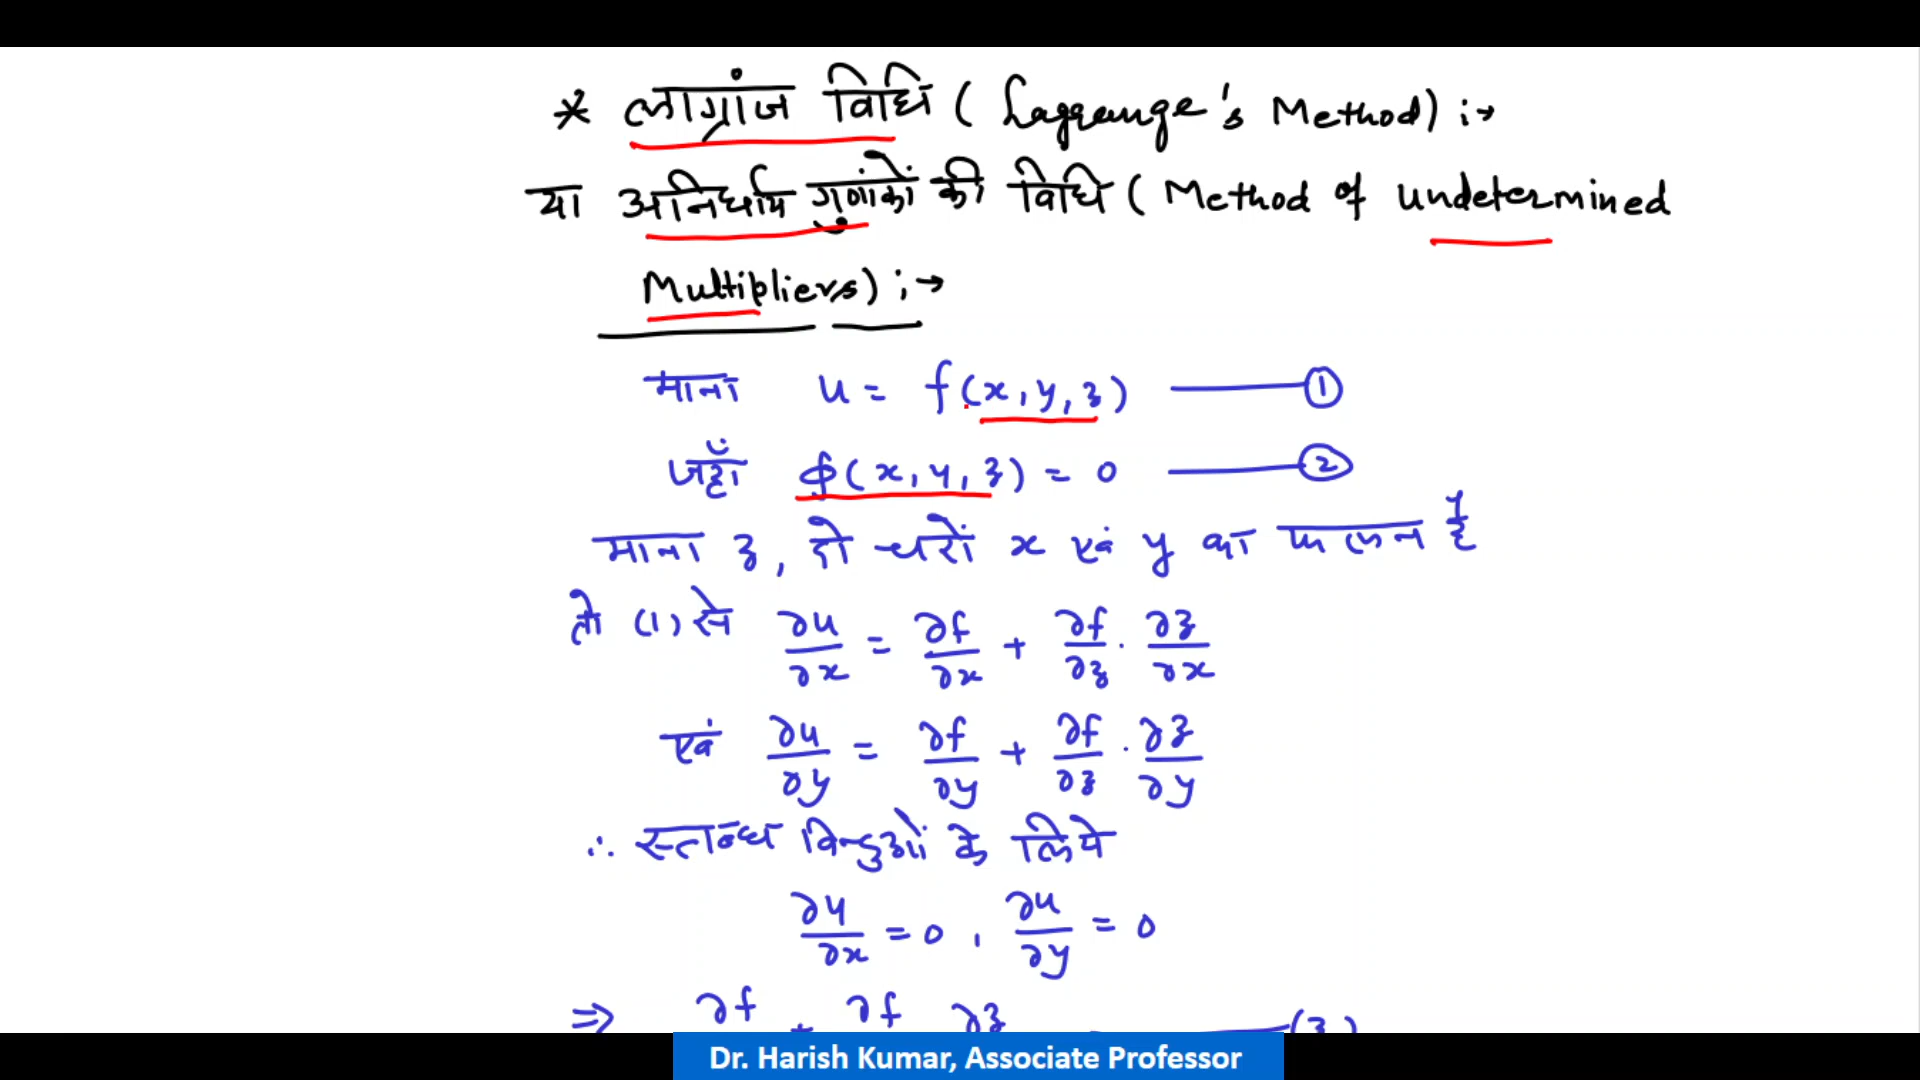 * लाग्रांज विधि ( Lagrange's Method) :→
या अनिर्धार्य गुणांकों की विधि ( Method of undetermined
Multipliers) :→
माना u = f(x, y, z) ——— ①
जहाँ ϕ(x, y, z) = 0 ——— ②
माना z, दो चरों x एवं y का फलन है
तो (1) से ∂u/∂x = ∂f/∂x + ∂f/∂z · ∂z/∂x
एवं ∂u/∂y = ∂f/∂y + ∂f/∂z · ∂z/∂y
∴ स्तब्ध बिन्दुओं के लिये
∂u/∂x = 0 , ∂u/∂y = 0
⇒ ∂f ∂f ∂z (3)
Dr. Harish Kumar, Associate Professor